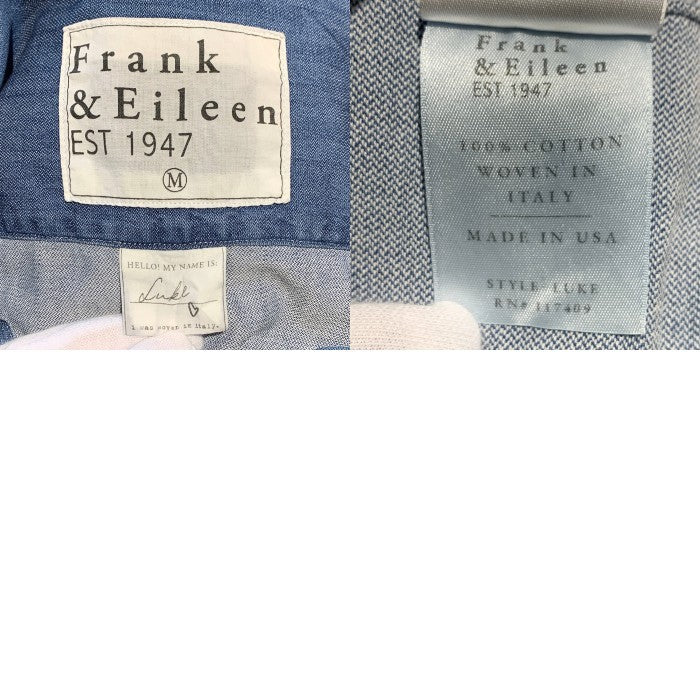 Frank
& Eileen
EST 1947
M
HELLO! MY NAME IS:
Luke
I was woven in Italy.
Frank
& Eileen
EST 1947
100% COTTON
WOVEN IN
ITALY
MADE IN USA
STYLE LUKE
RN# 117409